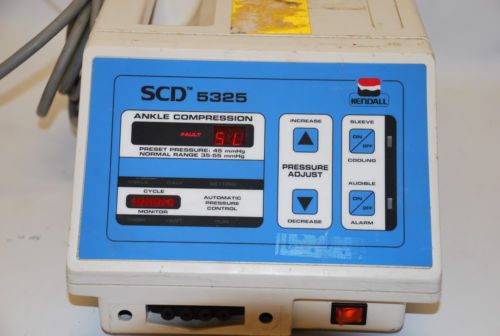 SCD™ 5325
KENDALL
ANKLE COMPRESSION
FAULT
PRESET PRESSURE: 45 mmHg
NORMAL RANGE 35-55 mmHg
CYCLE
MONITOR
AUTOMATIC
PRESSURE
CONTROL
INCREASE
PRESSURE
ADJUST
DECREASE
SLEEVE
ON/OFF
COOLING
AUDIBLE
ON/OFF
ALARM